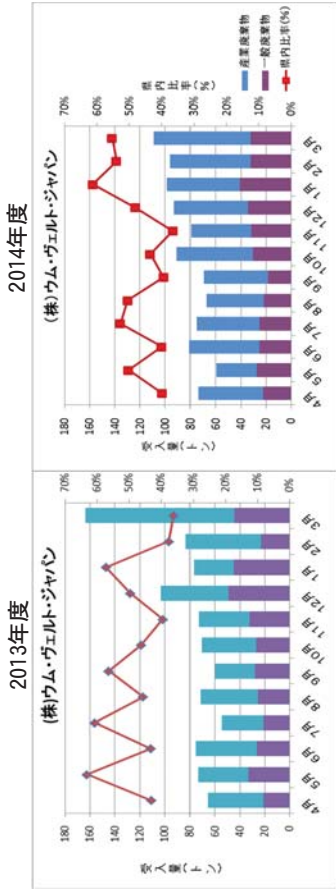 2013年度
(株)ウム・ヴェルト・ジャパン
受入量(トン)
180
160
140
120
100
80
60
40
20
0
70%
60%
50%
40%
30%
20%
10%
0%
4月
5月
6月
7月
8月
9月
10月
11月
12月
1月
2月
3月
2014年度
(株)ウム・ヴェルト・ジャパン
受入量(トン)
180
160
140
120
100
80
60
40
20
0
70%
60%
50%
40%
30%
20%
10%
0%
県内比率(%)
4月
5月
6月
7月
8月
9月
10月
11月
12月
1月
2月
3月
産業廃棄物
一般廃棄物
県内比率(%)